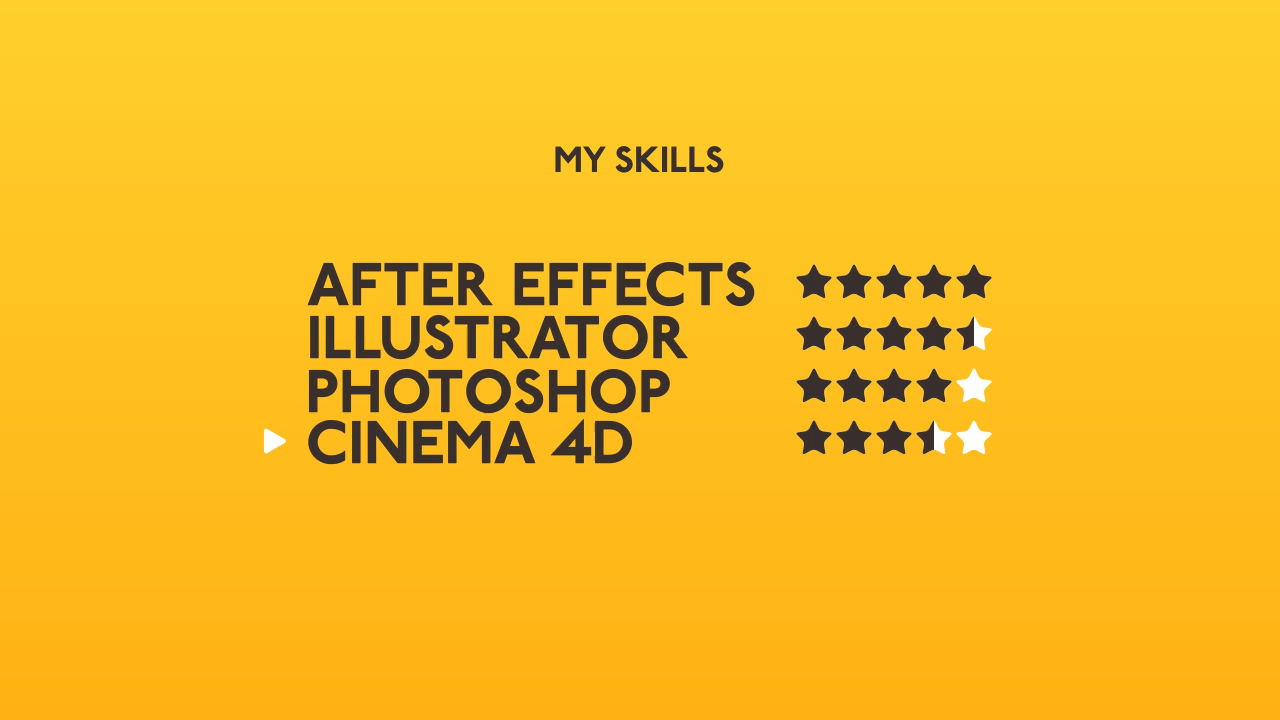 MY SKILLS
AFTER EFFECTS
ILLUSTRATOR
PHOTOSHOP
CINEMA 4D